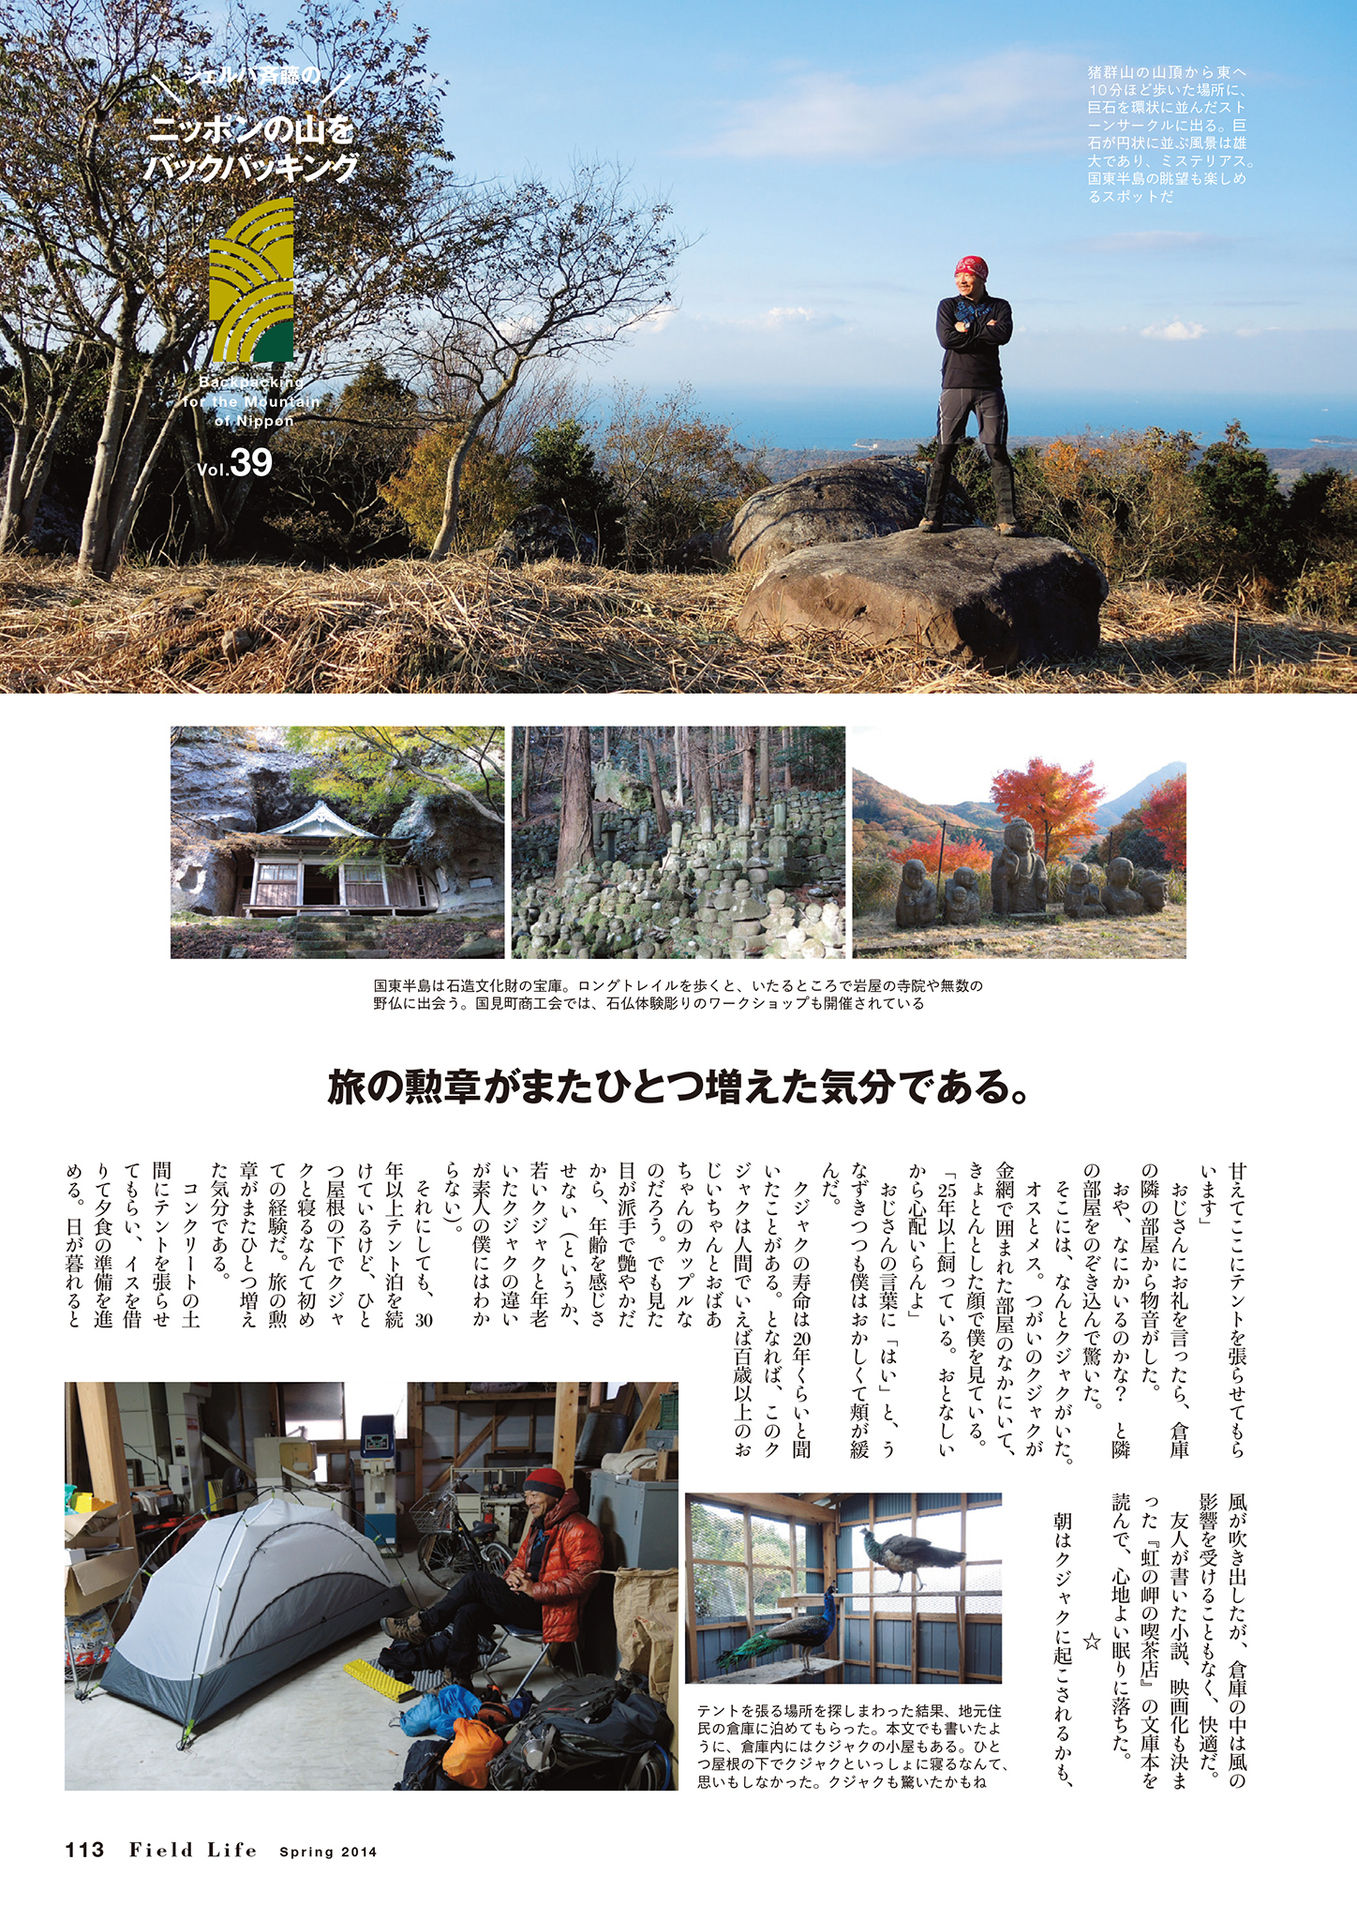 シェルパ斉藤の
ニッポンの山を
バックパッキング
Backpacking
for the Mountain
of Nippon
Vol.39
猪群山の山頂から東へ
10分ほど歩いた場所に、
巨石を環状に並んだスト
ーンサークルに出る。巨
石が円状に並ぶ風景は雄
大であり、ミステリアス。
国東半島の眺望も楽しめ
るスポットだ
国東半島は石造文化財の宝庫。ロングトレイルを歩くと、いたるところで岩屋の寺院や無数の
野仏に出会う。国見町商工会では、石仏体験彫りのワークショップも開催されている
旅の勲章がまたひとつ増えた気分である。
甘えてここにテントを張らせてもら
います」
おじさんにお礼を言ったら、倉庫
の隣の部屋から物音がした。
おや、なにかいるのかな？ と隣
の部屋をのぞき込んで驚いた。
そこには、なんとクジャクがいた。
オスとメス。つがいのクジャクが
金網で囲まれた部屋のなかにいて、
きょとんとした顔で僕を見ている。
「25年以上飼っている。おとなしい
から心配いらんよ」
おじさんの言葉に「はい」と、う
なずきつつも僕はおかしくて頬が緩
んだ。
クジャクの寿命は20年くらいと聞
いたことがある。となれば、このク
ジャクは人間でいえば百歳以上のお
じいちゃんとおばあ
ちゃんのカップルな
のだろう。でも見た
目が派手で艶やかだ
から、年齢を感じさ
せない（というか、
若いクジャクと年老
いたクジャクの違い
が素人の僕にはわか
らない）。
それにしても、30
年以上テント泊を続
けているけど、ひと
つ屋根の下でクジャ
クと寝るなんて初め
ての経験だ。旅の勲
章がまたひとつ増え
た気分である。
コンクリートの土
間にテントを張らせ
てもらい、イスを借
りて夕食の準備を進
める。日が暮れると
風が吹き出したが、倉庫の中は風の
影響を受けることもなく、快適だ。
友人が書いた小説、映画化も決ま
った『虹の岬の喫茶店』の文庫本を
読んで、心地よい眠りに落ちた。
☆
朝はクジャクに起こされるかも、
テントを張る場所を探しまわった結果、地元住
民の倉庫に泊めてもらった。本文でも書いたよ
うに、倉庫内にはクジャクの小屋もある。ひと
つ屋根の下でクジャクといっしょに寝るなんて、
思いもしなかった。クジャクも驚いたかもね
113 Field Life Spring 2014